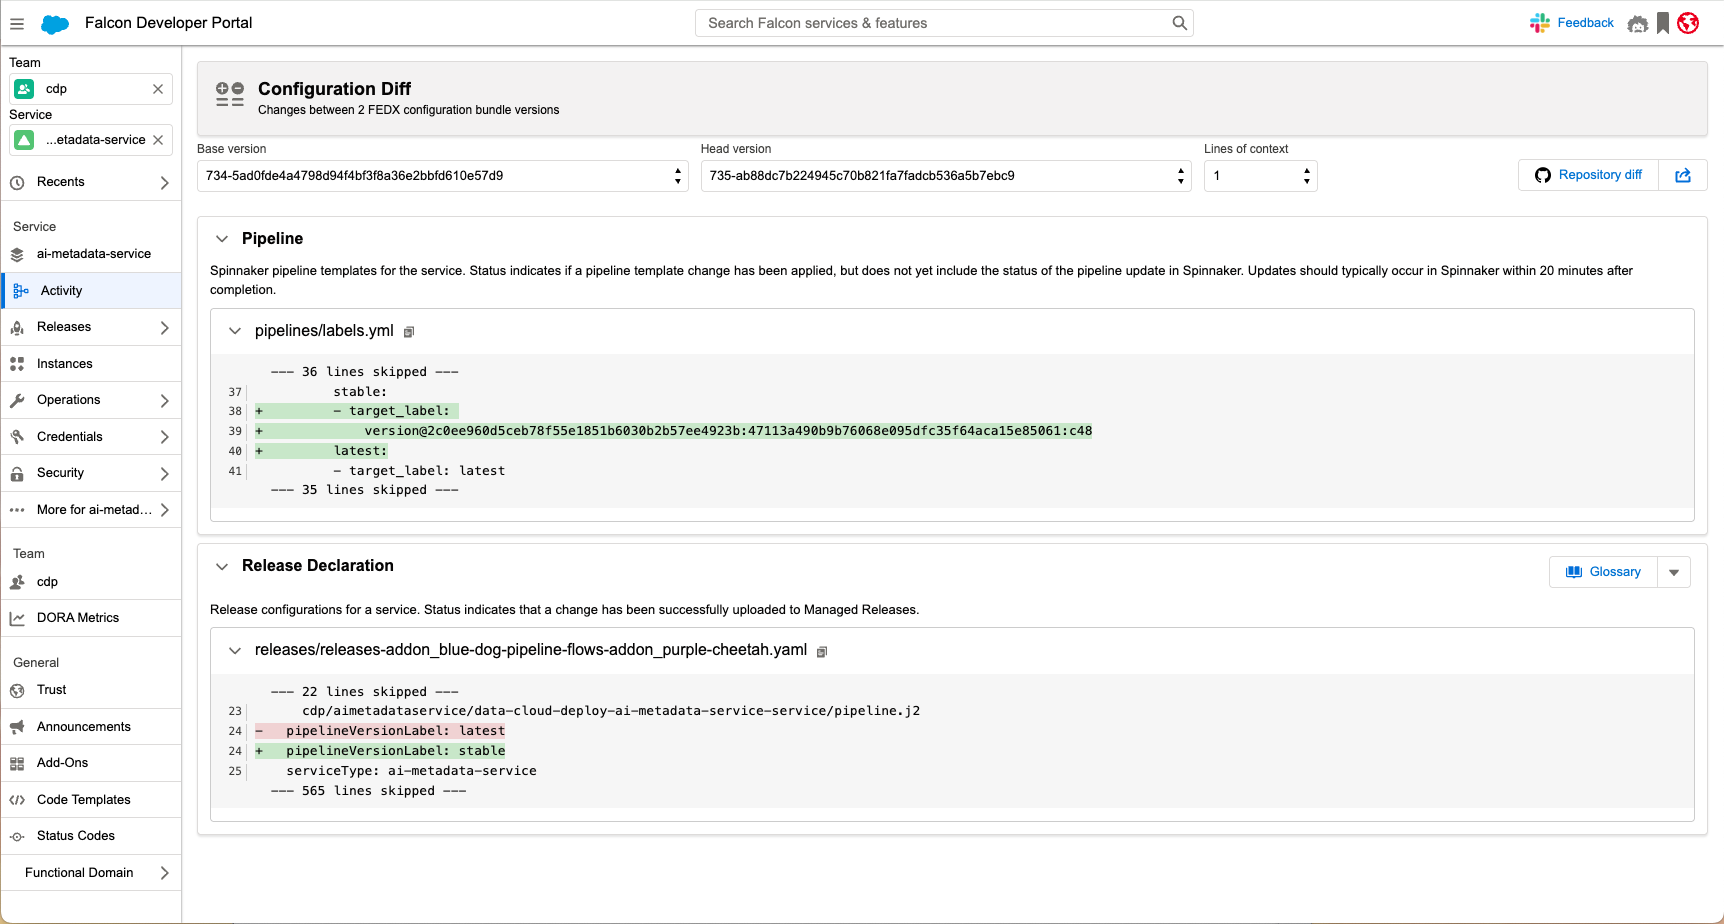 Falcon Developer Portal
Search Falcon services & features
Feedback
Team
cdp
Service
...etadata-service
Recents
Service
ai-metadata-service
Activity
Releases
Instances
Operations
Credentials
Security
More for ai-metad...
Team
cdp
DORA Metrics
General
Trust
Announcements
Add-Ons
Code Templates
Status Codes
Functional Domain
Configuration Diff
Changes between 2 FEDX configuration bundle versions
Base version
734-5ad0fde4a4798d94f4bf3f8a36e2bbfd610e57d9
Head version
735-ab88dc7b224945c70b821fa7fadcb536a5b7ebc9
Lines of context
1
Repository diff
Pipeline
Spinnaker pipeline templates for the service. Status indicates if a pipeline template change has been applied, but does not yet include the status of the pipeline update in Spinnaker. Updates should typically occur in Spinnaker within 20 minutes after
completion.
pipelines/labels.yml
--- 36 lines skipped ---
37 stable:
38 + - target_label:
39 + version@2c0ee960d5ceb78f55e1851b6030b2b57ee4923b:47113a490b9b76068e095dfc35f64aca15e85061:c48
40 + latest:
41 - target_label: latest
--- 35 lines skipped ---
Release Declaration
Glossary
Release configurations for a service. Status indicates that a change has been successfully uploaded to Managed Releases.
releases/releases-addon_blue-dog-pipeline-flows-addon_purple-cheetah.yaml
--- 22 lines skipped ---
23 cdp/aimetadataservice/data-cloud-deploy-ai-metadata-service-service/pipeline.j2
24 - pipelineVersionLabel: latest
24 + pipelineVersionLabel: stable
25 serviceType: ai-metadata-service
--- 565 lines skipped ---